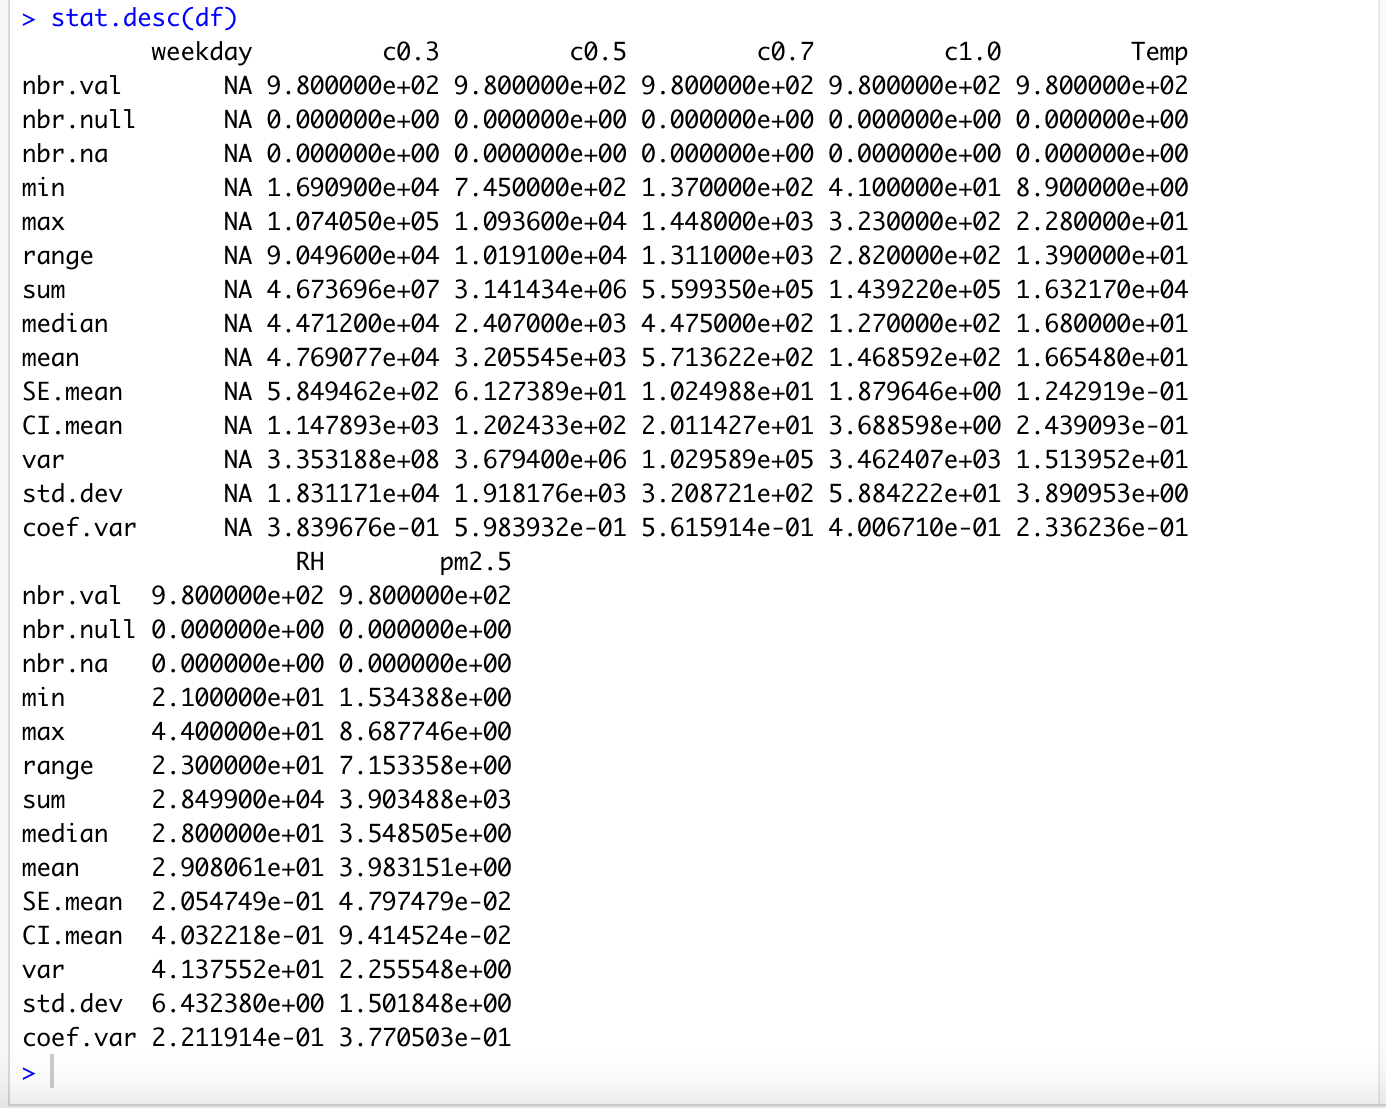 > stat.desc(df)
weekday c0.3 c0.5 c0.7 c1.0 Temp
nbr.val NA 9.800000e+02 9.800000e+02 9.800000e+02 9.800000e+02 9.800000e+02
nbr.null NA 0.000000e+00 0.000000e+00 0.000000e+00 0.000000e+00 0.000000e+00
nbr.na NA 0.000000e+00 0.000000e+00 0.000000e+00 0.000000e+00 0.000000e+00
min NA 1.690900e+04 7.450000e+02 1.370000e+02 4.100000e+01 8.900000e+00
max NA 1.074050e+05 1.093600e+04 1.448000e+03 3.230000e+02 2.280000e+01
range NA 9.049600e+04 1.019100e+04 1.311000e+03 2.820000e+02 1.390000e+01
sum NA 4.673696e+07 3.141434e+06 5.599350e+05 1.439220e+05 1.632170e+04
median NA 4.471200e+04 2.407000e+03 4.475000e+02 1.270000e+02 1.680000e+01
mean NA 4.769077e+04 3.205545e+03 5.713622e+02 1.468592e+02 1.665480e+01
SE.mean NA 5.849462e+02 6.127389e+01 1.024988e+01 1.879646e+00 1.242919e-01
CI.mean NA 1.147893e+03 1.202433e+02 2.011427e+01 3.688598e+00 2.439093e-01
var NA 3.353188e+08 3.679400e+06 1.029589e+05 3.462407e+03 1.513952e+01
std.dev NA 1.831171e+04 1.918176e+03 3.208721e+02 5.884222e+01 3.890953e+00
coef.var NA 3.839676e-01 5.983932e-01 5.615914e-01 4.006710e-01 2.336236e-01
RH pm2.5
nbr.val 9.800000e+02 9.800000e+02
nbr.null 0.000000e+00 0.000000e+00
nbr.na 0.000000e+00 0.000000e+00
min 2.100000e+01 1.534388e+00
max 4.400000e+01 8.687746e+00
range 2.300000e+01 7.153358e+00
sum 2.849900e+04 3.903488e+03
median 2.800000e+01 3.548505e+00
mean 2.908061e+01 3.983151e+00
SE.mean 2.054749e-01 4.797479e-02
CI.mean 4.032218e-01 9.414524e-02
var 4.137552e+01 2.255548e+00
std.dev 6.432380e+00 1.501848e+00
coef.var 2.211914e-01 3.770503e-01
>